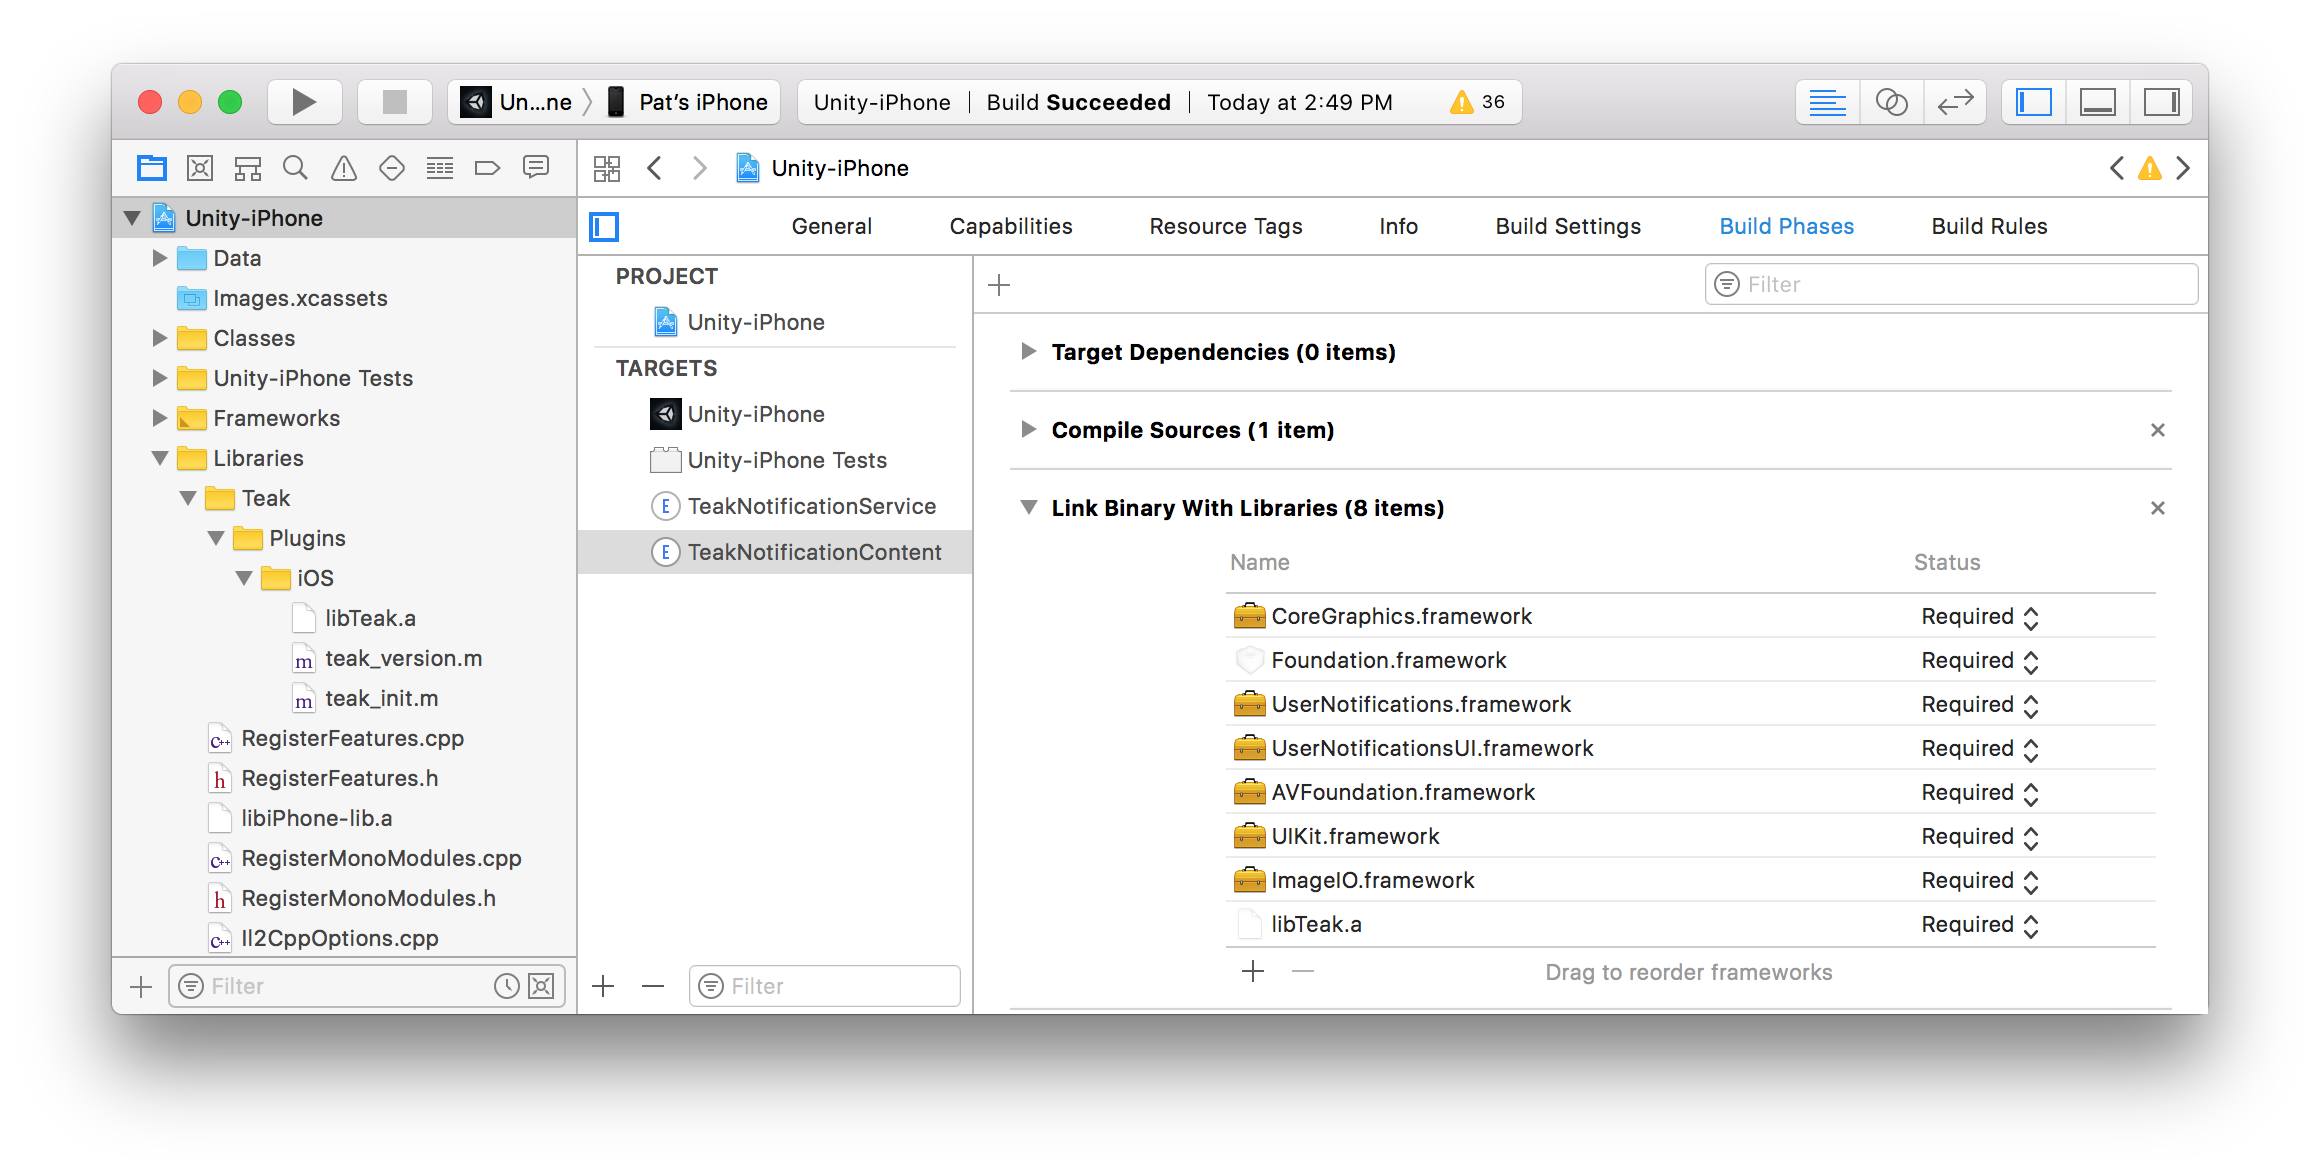 Un...ne Pat's iPhone Unity-iPhone | Build Succeeded | Today at 2:49 PM 36
Unity-iPhone
Unity-iPhone
Data
Images.xcassets
Classes
Unity-iPhone Tests
Frameworks
Libraries
Teak
Plugins
iOS
libTeak.a
m teak_version.m
m teak_init.m
C++ RegisterFeatures.cpp
h RegisterFeatures.h
libiPhone-lib.a
C++ RegisterMonoModules.cpp
h RegisterMonoModules.h
C++ Il2CppOptions.cpp
Filter
General Capabilities Resource Tags Info Build Settings Build Phases Build Rules
PROJECT
Unity-iPhone
TARGETS
Unity-iPhone
Unity-iPhone Tests
E TeakNotificationService
E TeakNotificationContent
Filter
Filter
Target Dependencies (0 items)
Compile Sources (1 item)
Link Binary With Libraries (8 items)
Name Status
CoreGraphics.framework Required
Foundation.framework Required
UserNotifications.framework Required
UserNotificationsUI.framework Required
AVFoundation.framework Required
UIKit.framework Required
ImageIO.framework Required
libTeak.a Required
Drag to reorder frameworks